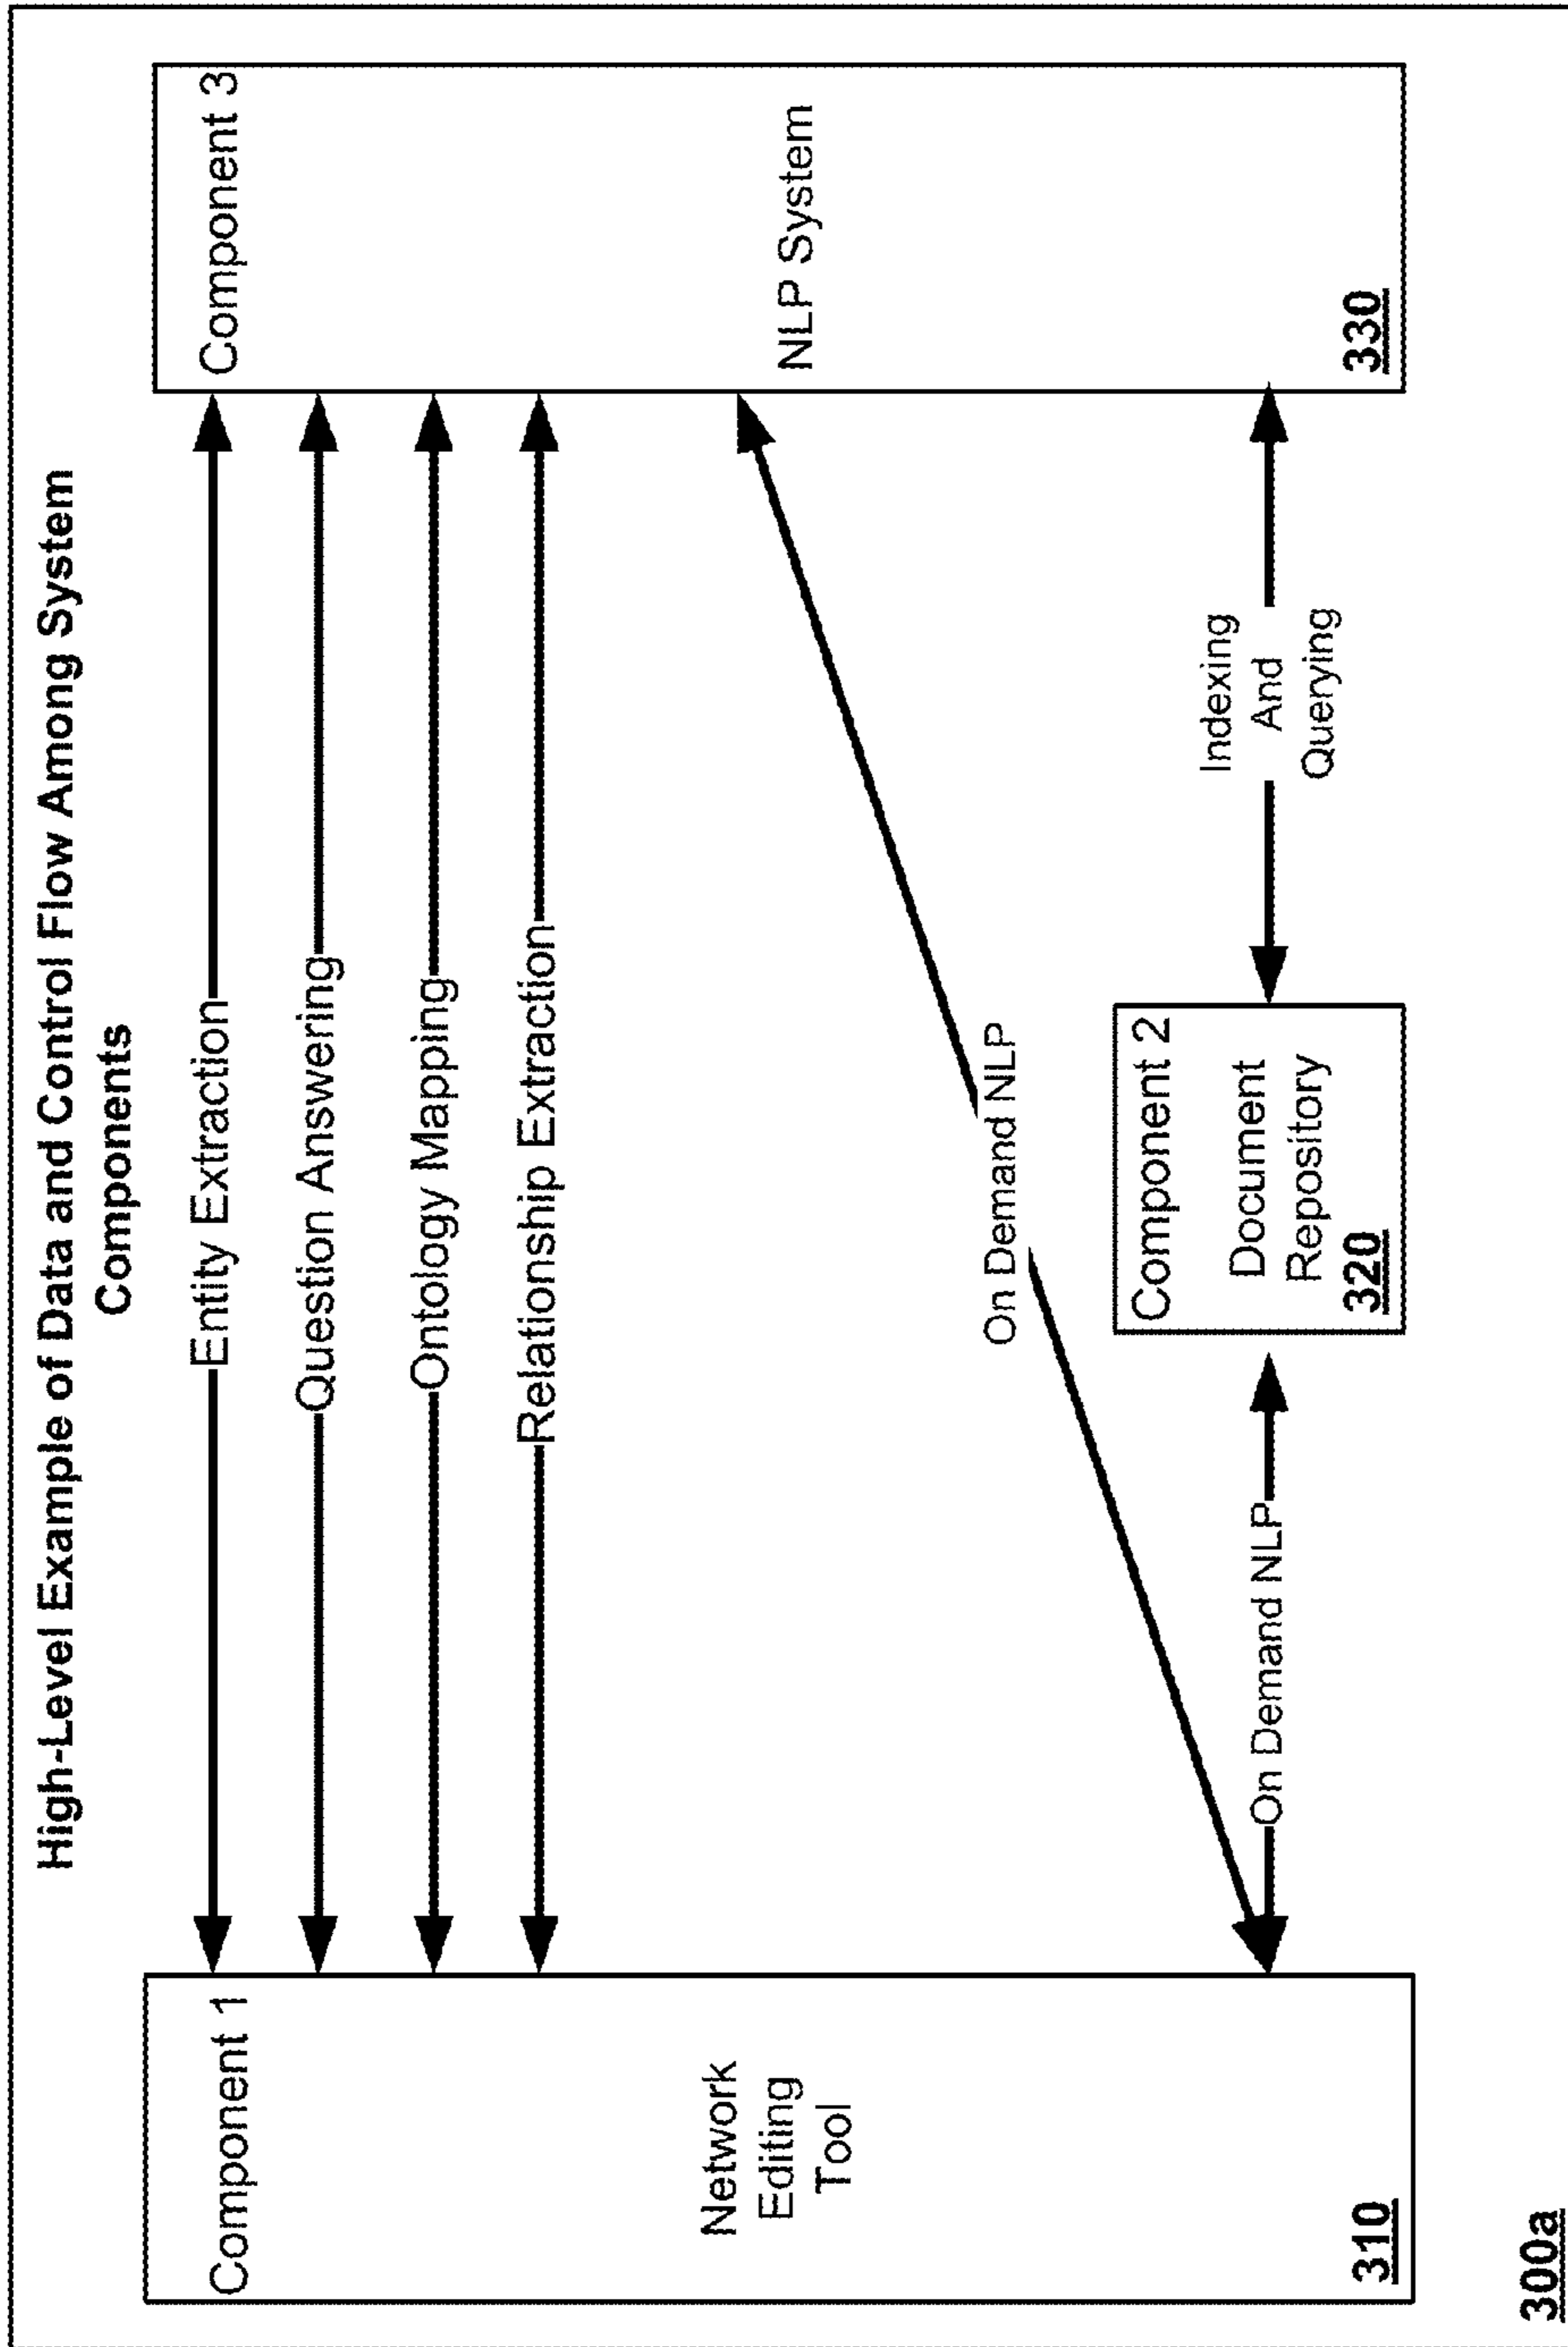 High-Level Example of Data and Control Flow Among System
Components
Component 1
Network
Editing
Tool
310
Entity Extraction
Question Answering
Ontology Mapping
Relationship Extraction
On Demand NLP
On Demand NLP
Component 2
Document
Repository
320
Indexing
And
Querying
Component 3
NLP System
330
300a